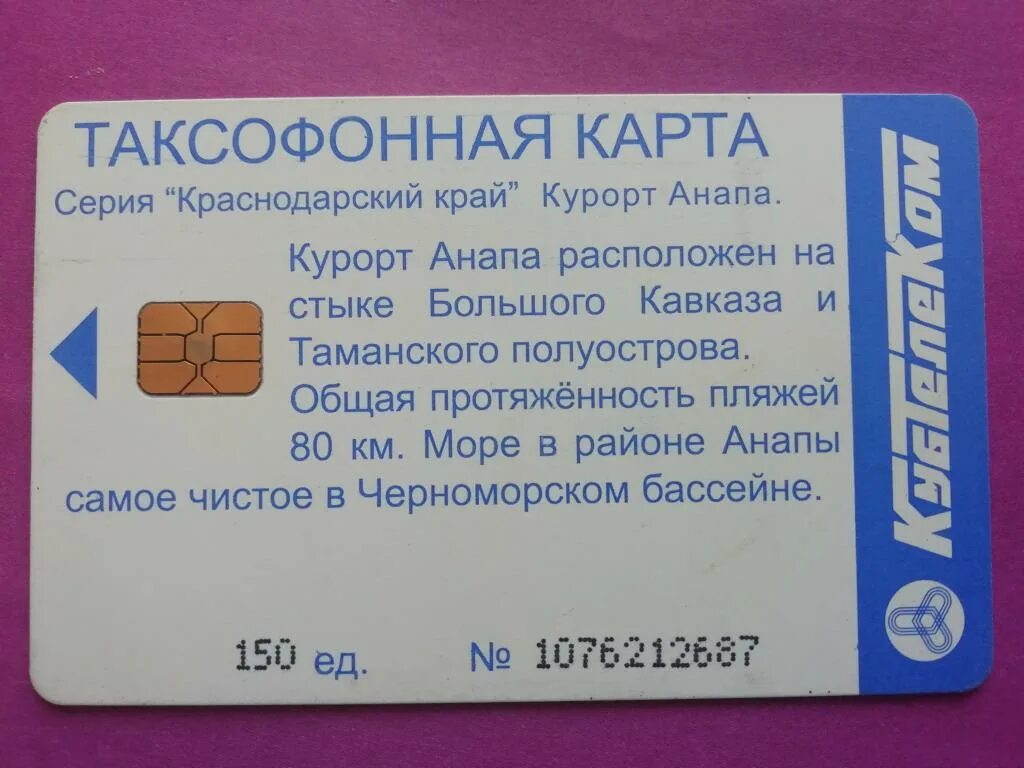 ТАКСОФОННАЯ КАРТА
Серия "Краснодарский край" Курорт Анапа.
Курорт Анапа расположен на
стыке Большого Кавказа и
Таманского полуострова.
Общая протяжённость пляжей
80 км. Море в районе Анапы
самое чистое в Черноморском бассейне.
150 ед. № 1076212687
КубТелеКом